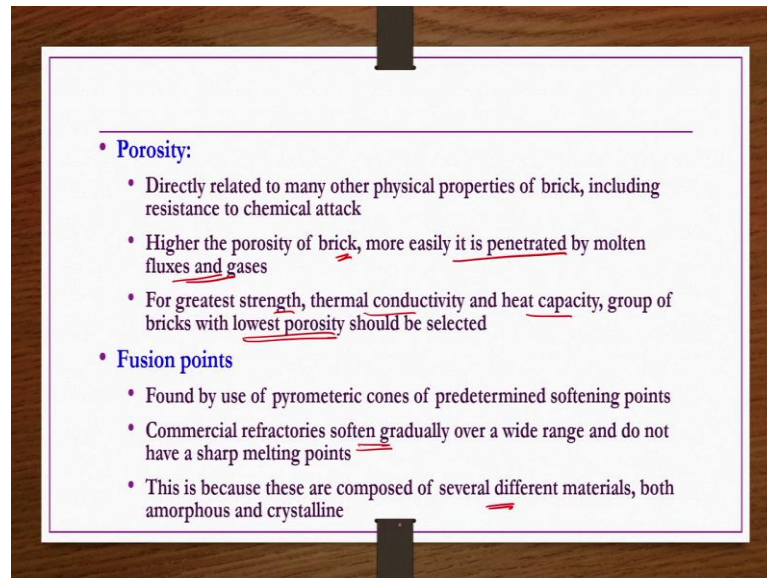 • Porosity:
• Directly related to many other physical properties of brick, including
resistance to chemical attack
• Higher the porosity of brick, more easily it is penetrated by molten
fluxes and gases
• For greatest strength, thermal conductivity and heat capacity, group of
bricks with lowest porosity should be selected
• Fusion points
• Found by use of pyrometeric cones of predetermined softening points
• Commercial refractories soften gradually over a wide range and do not
have a sharp melting points
• This is because these are composed of several different materials, both
amorphous and crystalline